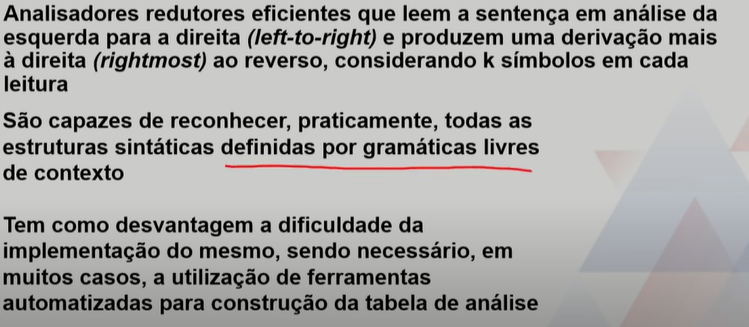 Analisadores redutores eficientes que leem a sentença em análise da
esquerda para a direita (left-to-right) e produzem uma derivação mais
à direita (rightmost) ao reverso, considerando k símbolos em cada
leitura
São capazes de reconhecer, praticamente, todas as
estruturas sintáticas definidas por gramáticas livres
de contexto
Tem como desvantagem a dificuldade da
implementação do mesmo, sendo necessário, em
muitos casos, a utilização de ferramentas
automatizadas para construção da tabela de análise